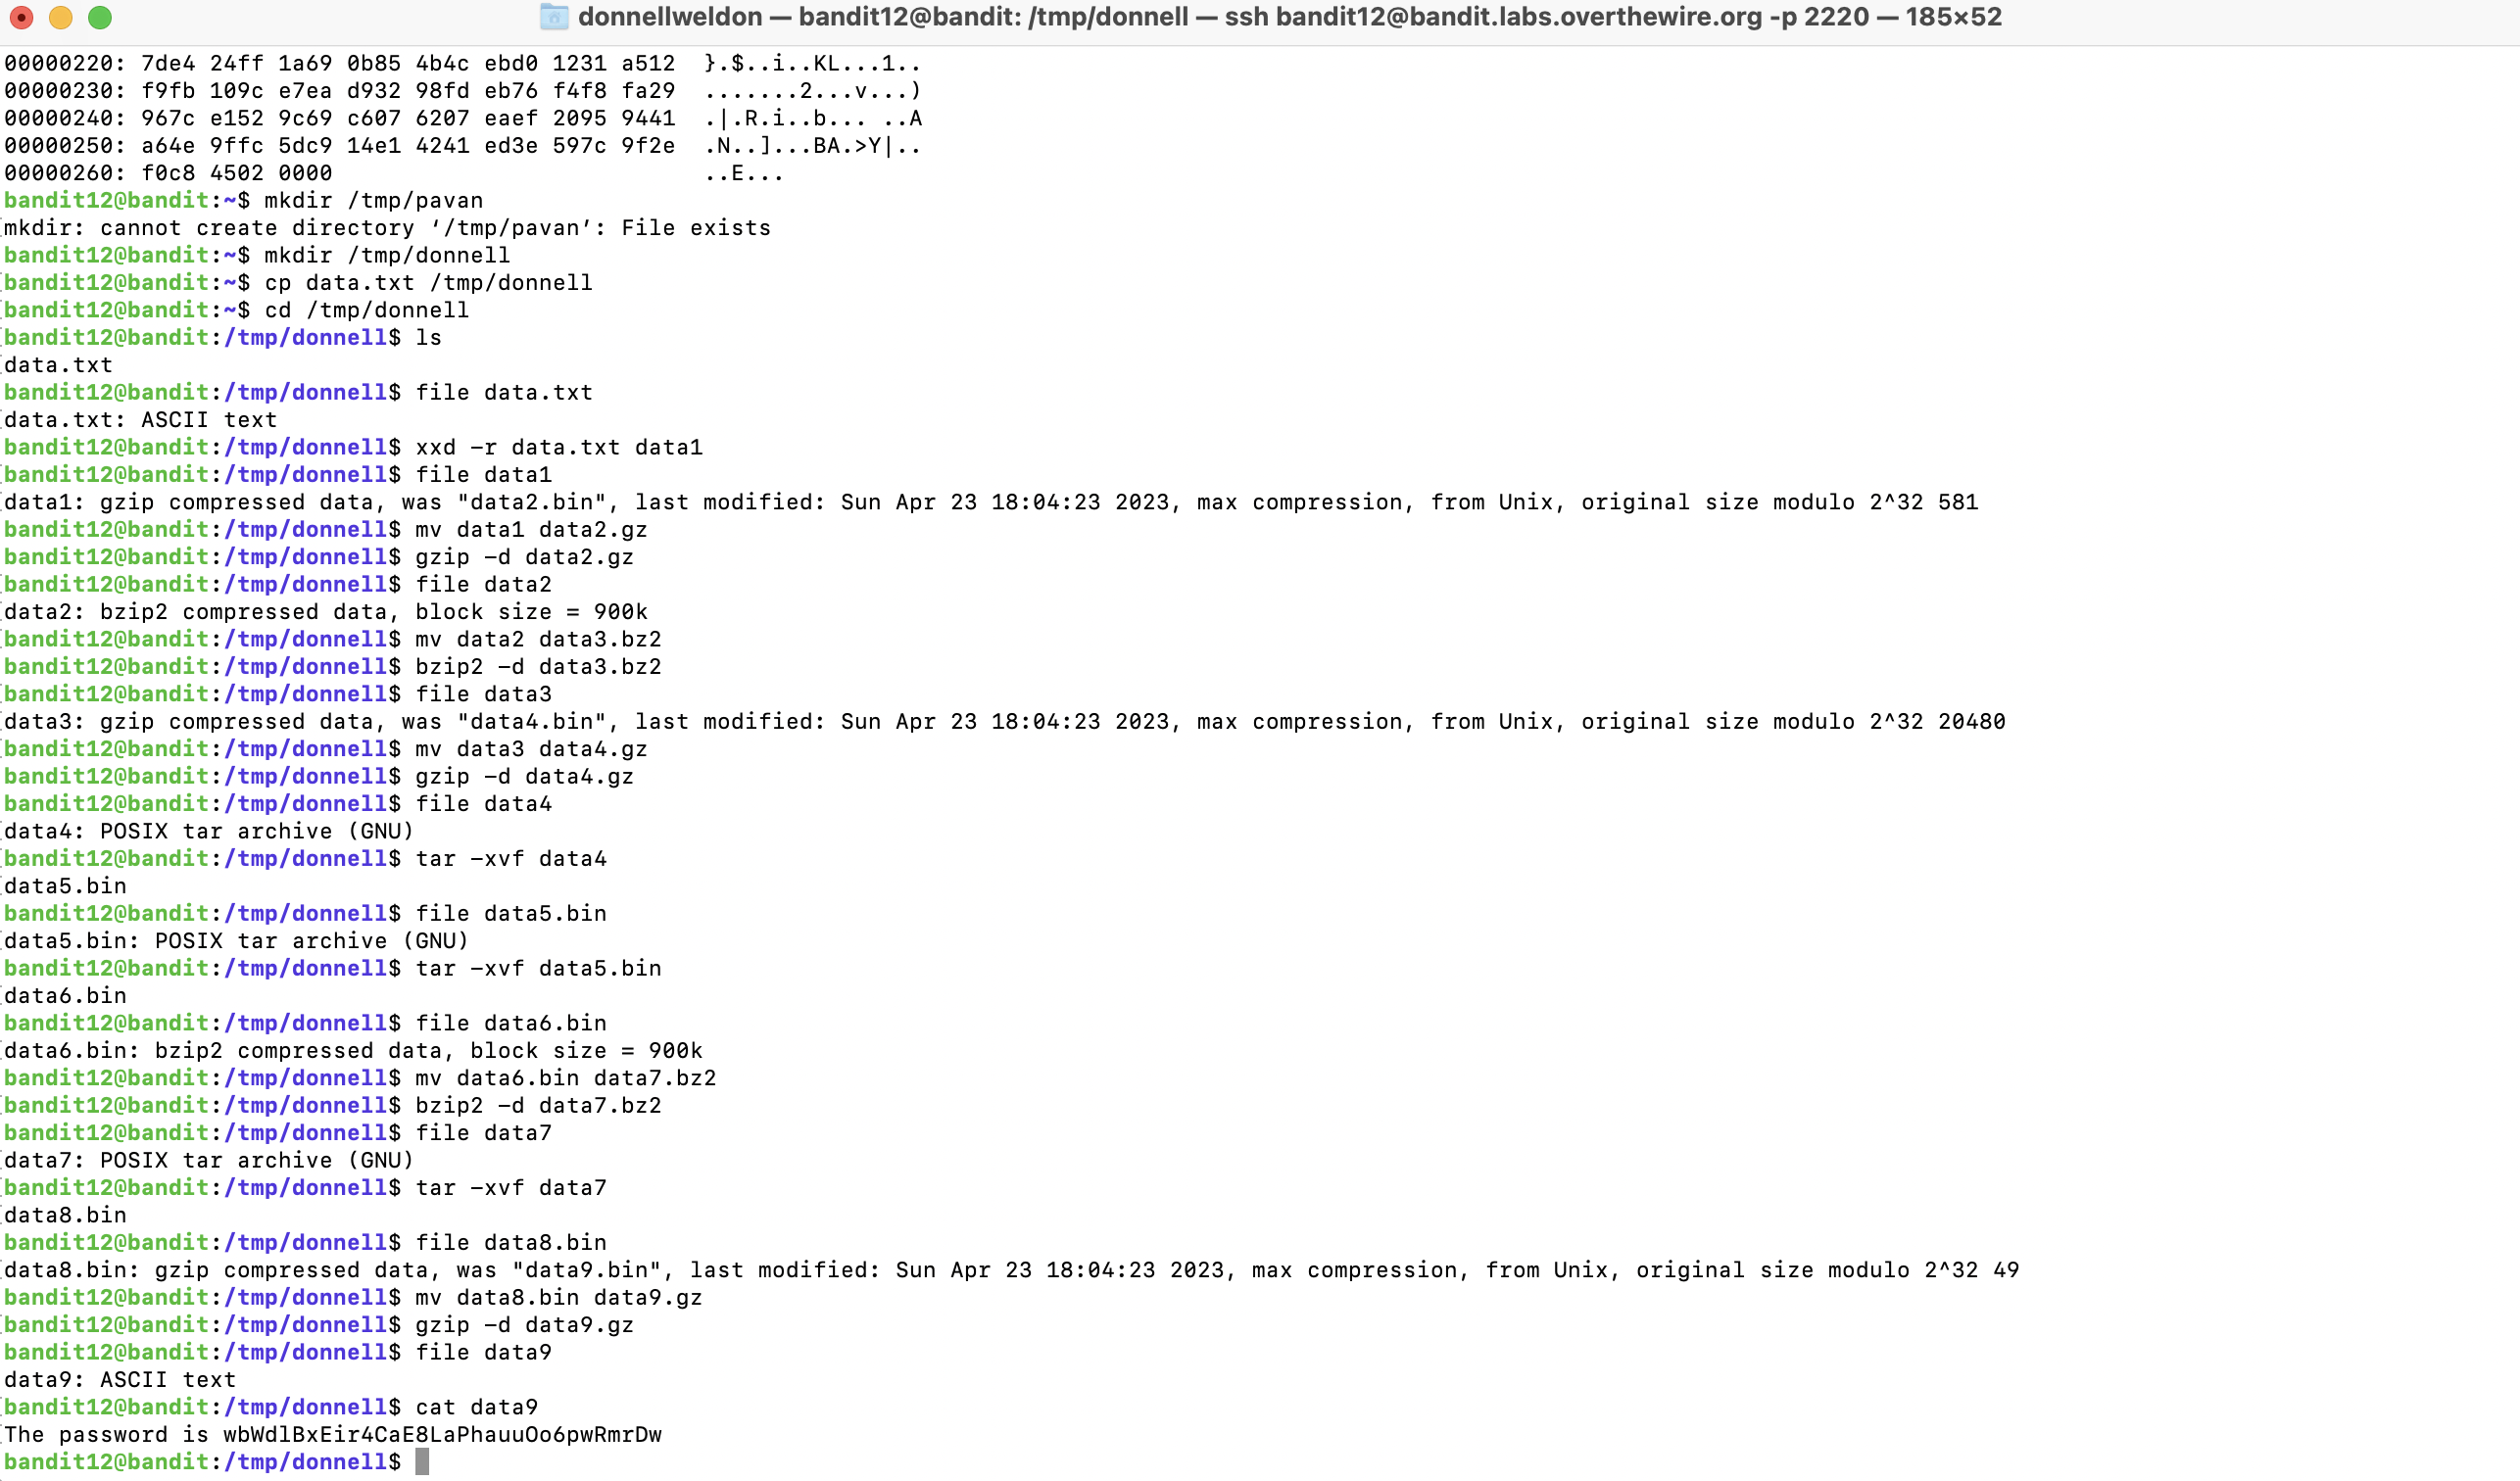 donnellweldon — bandit12@bandit: /tmp/donnell — ssh bandit12@bandit.labs.overthewire.org -p 2220 — 185×52
00000220: 7de4 24ff 1a69 0b85 4b4c ebd0 1231 a512  }.$..i..KL...1..
00000230: f9fb 109c e7ea d932 98fd eb76 f4f8 fa29  .......2...v...)
00000240: 967c e152 9c69 c607 6207 eaef 2095 9441  .|.R.i..b... ..A
00000250: a64e 9ffc 5dc9 14e1 4241 ed3e 597c 9f2e  .N..]...BA.>Y|..
00000260: f0c8 4502 0000                           ..E...
bandit12@bandit:~$ mkdir /tmp/pavan
mkdir: cannot create directory ‘/tmp/pavan’: File exists
bandit12@bandit:~$ mkdir /tmp/donnell
bandit12@bandit:~$ cp data.txt /tmp/donnell
bandit12@bandit:~$ cd /tmp/donnell
bandit12@bandit:/tmp/donnell$ ls
data.txt
bandit12@bandit:/tmp/donnell$ file data.txt
data.txt: ASCII text
bandit12@bandit:/tmp/donnell$ xxd -r data.txt data1
bandit12@bandit:/tmp/donnell$ file data1
data1: gzip compressed data, was "data2.bin", last modified: Sun Apr 23 18:04:23 2023, max compression, from Unix, original size modulo 2^32 581
bandit12@bandit:/tmp/donnell$ mv data1 data2.gz
bandit12@bandit:/tmp/donnell$ gzip -d data2.gz
bandit12@bandit:/tmp/donnell$ file data2
data2: bzip2 compressed data, block size = 900k
bandit12@bandit:/tmp/donnell$ mv data2 data3.bz2
bandit12@bandit:/tmp/donnell$ bzip2 -d data3.bz2
bandit12@bandit:/tmp/donnell$ file data3
data3: gzip compressed data, was "data4.bin", last modified: Sun Apr 23 18:04:23 2023, max compression, from Unix, original size modulo 2^32 20480
bandit12@bandit:/tmp/donnell$ mv data3 data4.gz
bandit12@bandit:/tmp/donnell$ gzip -d data4.gz
bandit12@bandit:/tmp/donnell$ file data4
data4: POSIX tar archive (GNU)
bandit12@bandit:/tmp/donnell$ tar -xvf data4
data5.bin
bandit12@bandit:/tmp/donnell$ file data5.bin
data5.bin: POSIX tar archive (GNU)
bandit12@bandit:/tmp/donnell$ tar -xvf data5.bin
data6.bin
bandit12@bandit:/tmp/donnell$ file data6.bin
data6.bin: bzip2 compressed data, block size = 900k
bandit12@bandit:/tmp/donnell$ mv data6.bin data7.bz2
bandit12@bandit:/tmp/donnell$ bzip2 -d data7.bz2
bandit12@bandit:/tmp/donnell$ file data7
data7: POSIX tar archive (GNU)
bandit12@bandit:/tmp/donnell$ tar -xvf data7
data8.bin
bandit12@bandit:/tmp/donnell$ file data8.bin
data8.bin: gzip compressed data, was "data9.bin", last modified: Sun Apr 23 18:04:23 2023, max compression, from Unix, original size modulo 2^32 49
bandit12@bandit:/tmp/donnell$ mv data8.bin data9.gz
bandit12@bandit:/tmp/donnell$ gzip -d data9.gz
bandit12@bandit:/tmp/donnell$ file data9
data9: ASCII text
bandit12@bandit:/tmp/donnell$ cat data9
The password is wbWdlBxEir4CaE8LaPhauuOo6pwRmrDw
bandit12@bandit:/tmp/donnell$